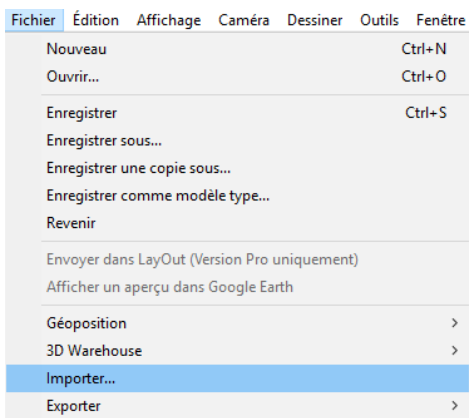 Fichier Édition Affichage Caméra Dessiner Outils Fenêtre
Nouveau Ctrl+N
Ouvrir... Ctrl+O
Enregistrer Ctrl+S
Enregistrer sous...
Enregistrer une copie sous...
Enregistrer comme modèle type...
Revenir
Envoyer dans LayOut (Version Pro uniquement)
Afficher un aperçu dans Google Earth
Géoposition
3D Warehouse
Importer...
Exporter